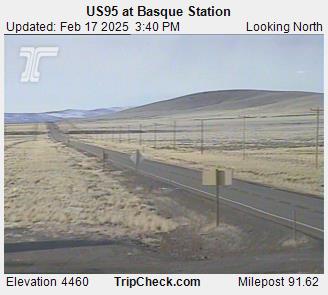 US95 at Basque Station
Updated: Feb 17 2025 3:40 PM Looking North
Elevation 4460 TripCheck.com Milepost 91.62